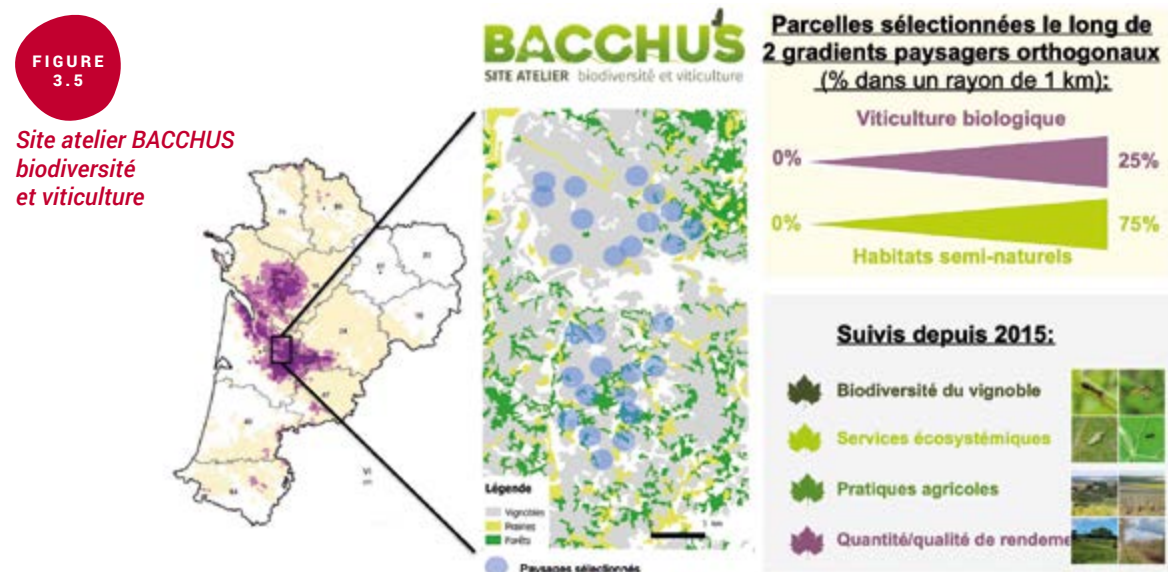 FIGURE
3.5
Site atelier BACCHUS
biodiversité
et viticulture
BACCHUS
SITE ATELIER biodiversité et viticulture
Légende
Vignobles
Prairies
Forêts
1 km
Paysages sélectionnés
Parcelles sélectionnées le long de
2 gradients paysagers orthogonaux
(% dans un rayon de 1 km):
Viticulture biologique
0% 25%
0% 75%
Habitats semi-naturels
Suivis depuis 2015:
Biodiversité du vignoble
Services écosystémiques
Pratiques agricoles
Quantité/qualité de rendeme